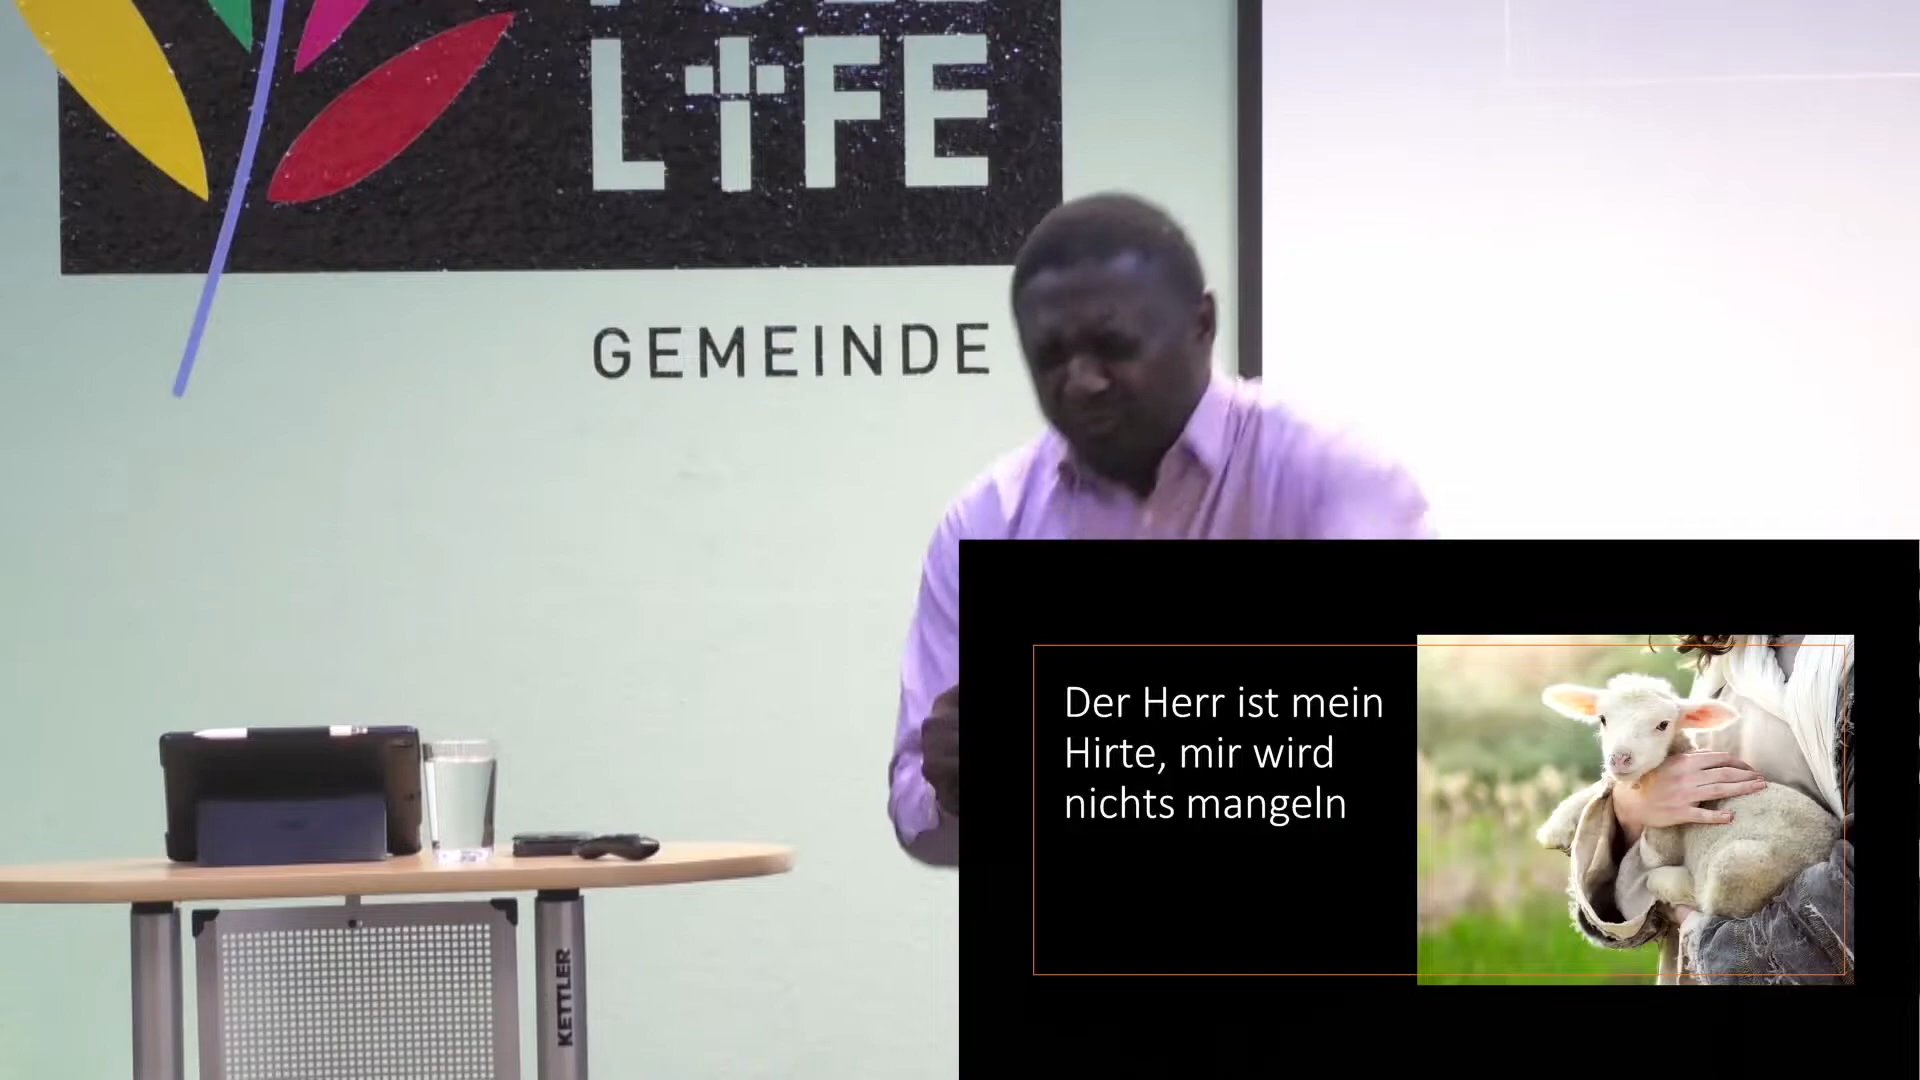 LIFE
GEMEINDE
Der Herr ist mein
Hirte, mir wird
nichts mangeln
KETTLER